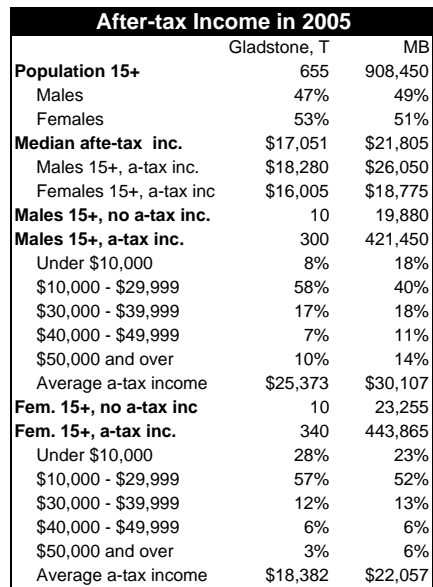 After-tax Income in 2005
Gladstone, T MB
Population 15+ 655 908,450
Males 47% 49%
Females 53% 51%
Median afte-tax inc. $17,051 $21,805
Males 15+, a-tax inc. $18,280 $26,050
Females 15+, a-tax inc $16,005 $18,775
Males 15+, no a-tax inc. 10 19,880
Males 15+, a-tax inc. 300 421,450
Under $10,000 8% 18%
$10,000 - $29,999 58% 40%
$30,000 - $39,999 17% 18%
$40,000 - $49,999 7% 11%
$50,000 and over 10% 14%
Average a-tax income $25,373 $30,107
Fem. 15+, no a-tax inc 10 23,255
Fem. 15+, a-tax inc. 340 443,865
Under $10,000 28% 23%
$10,000 - $29,999 57% 52%
$30,000 - $39,999 12% 13%
$40,000 - $49,999 6% 6%
$50,000 and over 3% 6%
Average a-tax income $18,382 $22,057